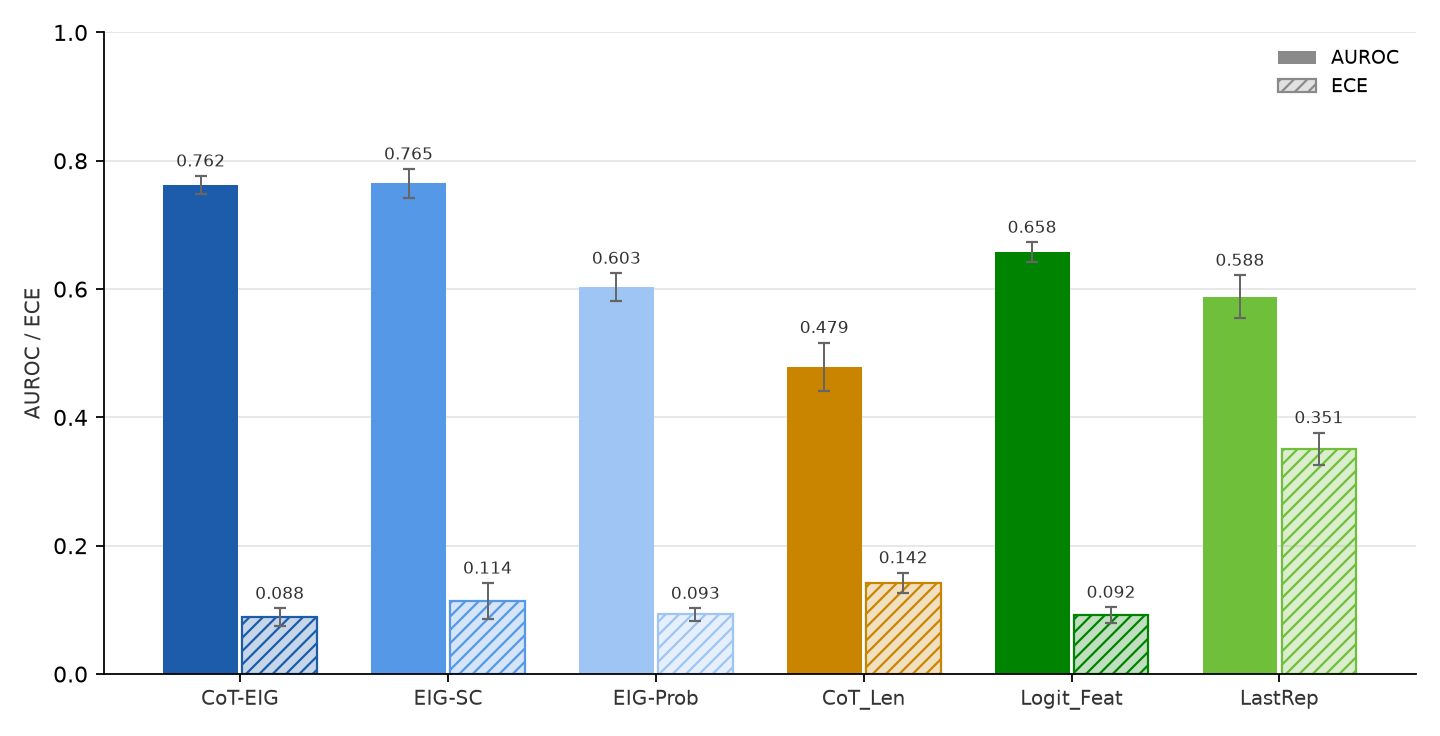 AUROC
ECE
AUROC / ECE
1.0
0.8
0.6
0.4
0.2
0.0
0.762
0.088
0.765
0.114
0.603
0.093
0.479
0.142
0.658
0.092
0.588
0.351
CoT-EIG
EIG-SC
EIG-Prob
CoT_Len
Logit_Feat
LastRep